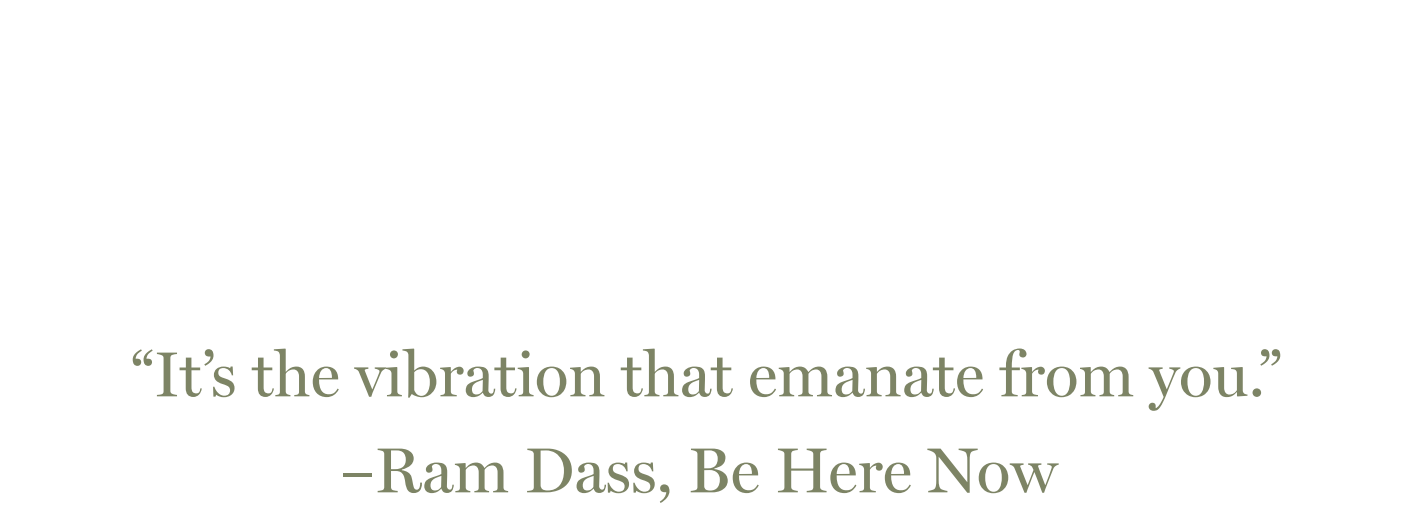 “It’s the vibration that emanate from you.”
–Ram Dass, Be Here Now